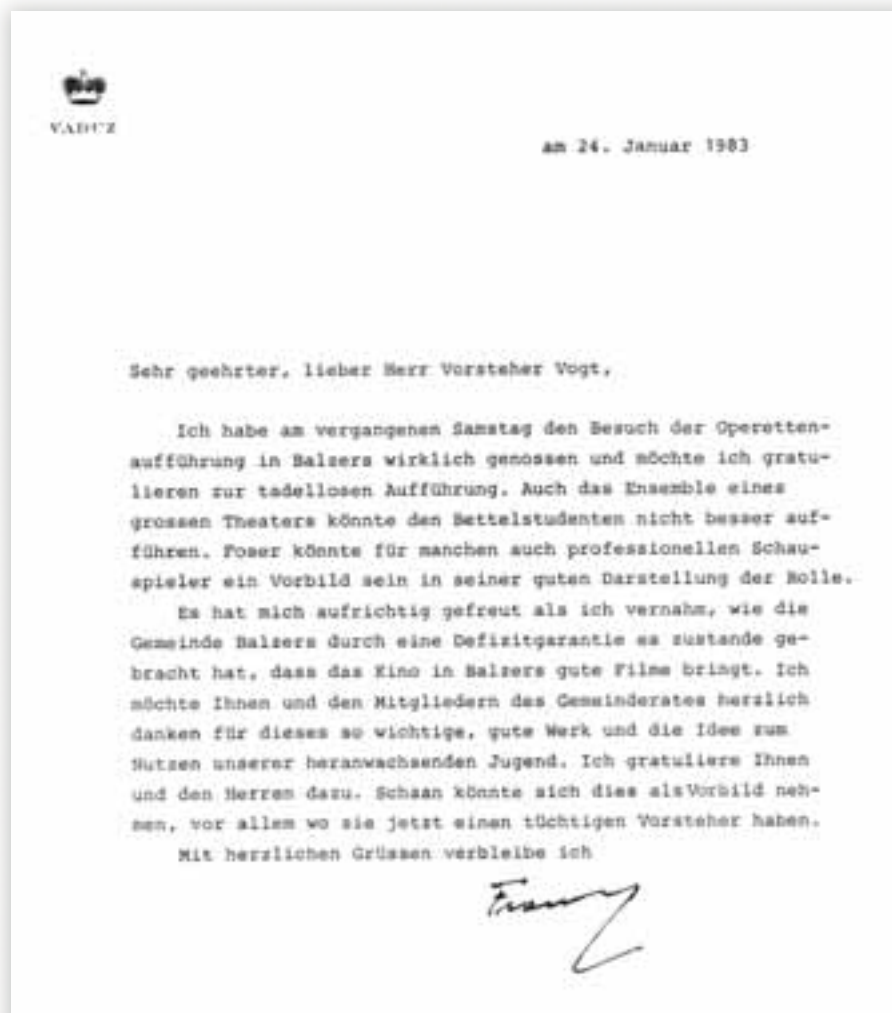 VADUZ
am 24. Januar 1983
Sehr geehrter, lieber Herr Vorsteher Vogt,
Ich habe am vergangenen Samstag den Besuch der Operetten-
aufführung in Balzers wirklich genossen und möchte ich gratu-
lieren zur tadellosen Aufführung. Auch das Ensemble eines
grossen Theaters könnte den Bettelstudenten nicht besser auf-
führen. Foser könnte für manchen auch professionellen Schau-
spieler ein Vorbild sein in seiner guten Darstellung der Rolle.
Es hat mich aufrichtig gefreut als ich vernahm, wie die
Gemeinde Balzers durch eine Defizitgarantie es zustande ge-
bracht hat, dass das Kino in Balzers gute Filme bringt. Ich
möchte Ihnen und den Mitgliedern des Gemeinderates herzlich
danken für dieses so wichtige, gute Werk und die Idee zum
Nutzen unserer heranwachsenden Jugend. Ich gratuliere Ihnen
und den Herren dazu. Schaan könnte sich dies als Vorbild neh-
men, vor allem wo sie jetzt einen tüchtigen Vorsteher haben.
Mit herzlichen Grüssen verbleibe ich
Franz